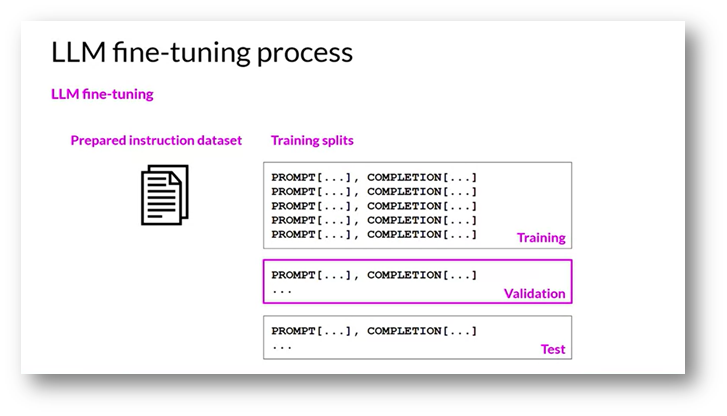 LLM fine-tuning process
LLM fine-tuning
Prepared instruction dataset
Training splits
PROMPT[...], COMPLETION[...]
PROMPT[...], COMPLETION[...]
PROMPT[...], COMPLETION[...]
PROMPT[...], COMPLETION[...]
PROMPT[...], COMPLETION[...]
Training
PROMPT[...], COMPLETION[...]
...
Validation
PROMPT[...], COMPLETION[...]
...
Test